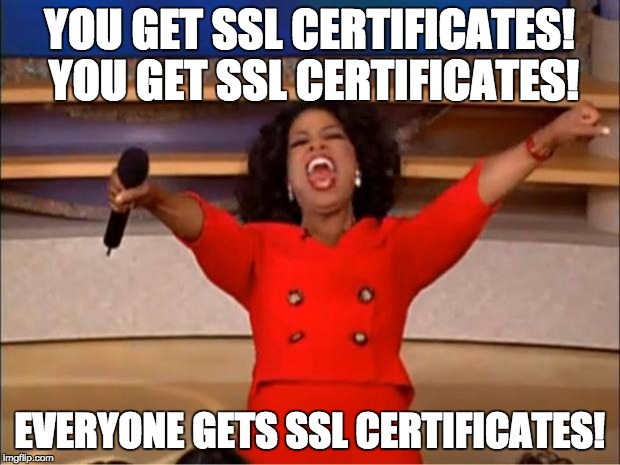 YOU GET SSL CERTIFICATES!
YOU GET SSL CERTIFICATES!
EVERYONE GETS SSL CERTIFICATES!
imgflip.com